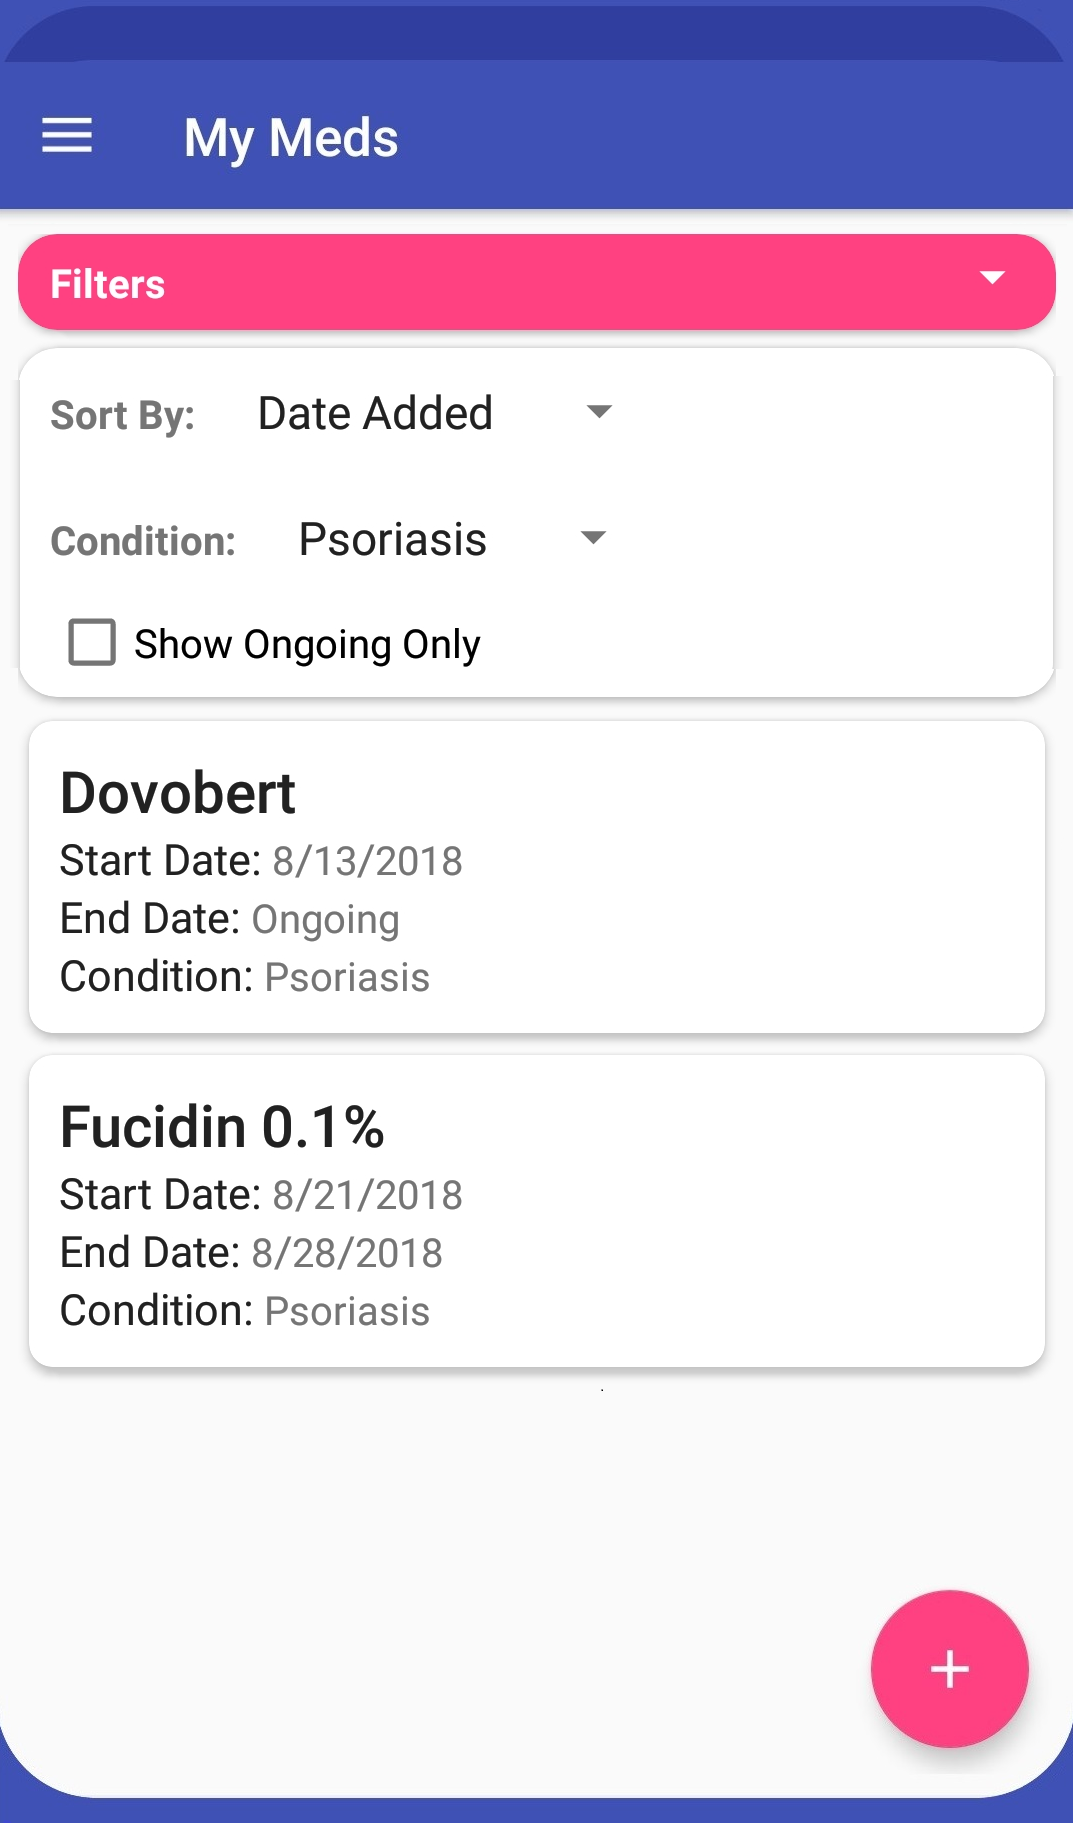 My Meds
Filters
Sort By: Date Added
Condition: Psoriasis
Show Ongoing Only
Dovobert
Start Date: 8/13/2018
End Date: Ongoing
Condition: Psoriasis
Fucidin 0.1%
Start Date: 8/21/2018
End Date: 8/28/2018
Condition: Psoriasis